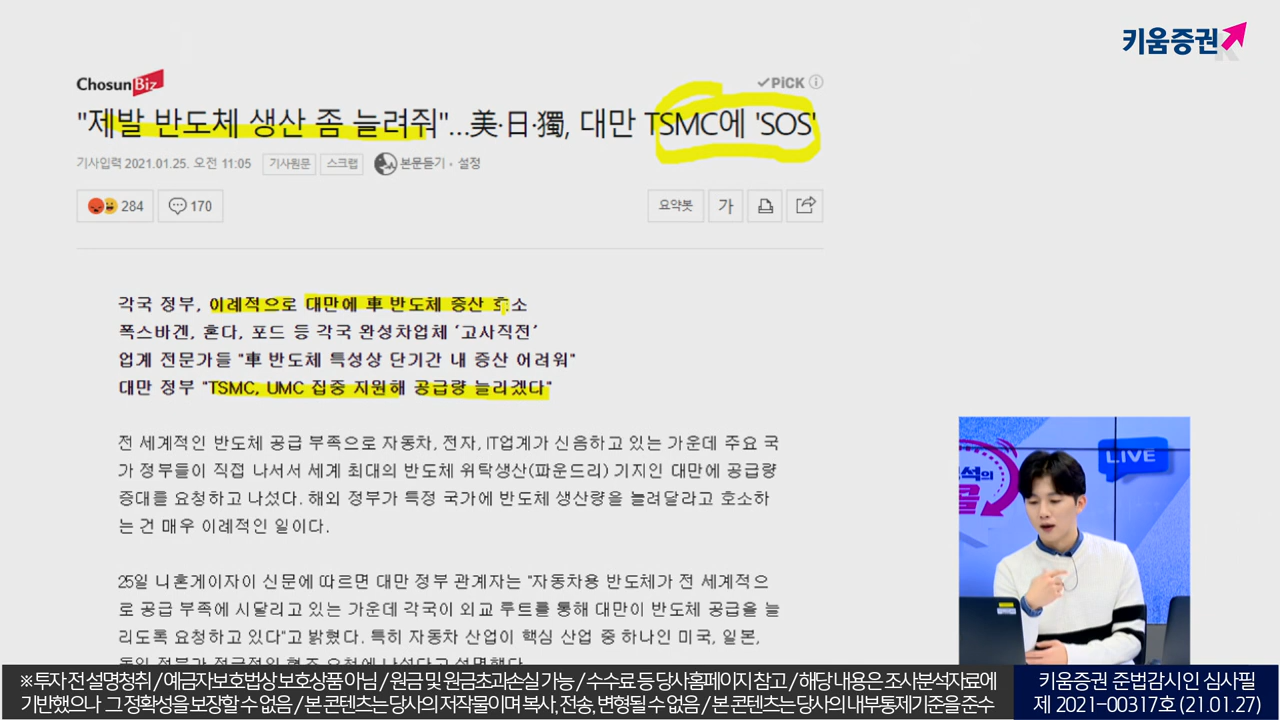 키움증권
ChosunBiz
PiCK
"제발 반도체 생산 좀 늘려줘"...美·日·獨, 대만 TSMC에 'SOS'
기사입력 2021.01.25. 오전 11:05 기사원문 스크랩 본문듣기 · 설정
284 170 요약봇 가
각국 정부, 이례적으로 대만에 車 반도체 증산 호소
폭스바겐, 혼다, 포드 등 각국 완성차업체 '고사직전'
업계 전문가들 "車 반도체 특성상 단기간 내 증산 어려워"
대만 정부 "TSMC, UMC 집중 지원해 공급량 늘리겠다"
전 세계적인 반도체 공급 부족으로 자동차, 전자, IT업계가 신음하고 있는 가운데 주요 국
가 정부들이 직접 나서서 세계 최대의 반도체 위탁생산(파운드리) 기지인 대만에 공급량
증대를 요청하고 나섰다. 해외 정부가 특정 국가에 반도체 생산량을 늘려달라고 호소하
는 건 매우 이례적인 일이다.
25일 니혼게이자이 신문에 따르면 대만 정부 관계자는 "자동차용 반도체가 전 세계적으
로 공급 부족에 시달리고 있는 가운데 각국이 외교 루트를 통해 대만이 반도체 공급을 늘
리도록 요청하고 있다"고 밝혔다. 특히 자동차 산업이 핵심 산업 중 하나인 미국, 일본,
LIVE
석의
※ 투자 전 설명청취 / 예금자보호법상 보호상품 아님 / 원금 및 원금초과손실 가능 / 수수료 등 당사홈페이지 참고 / 해당 내용은 조사분석자료에
기반했으나 그 정확성을 보장할 수 없음 / 본 콘텐츠는 당사의 저작물이며 복사, 전송, 변형될 수 없음 / 본 콘텐츠는 당사의 내부통제기준을 준수
키움증권 준법감시인 심사필
제 2021-00317호 (21.01.27)